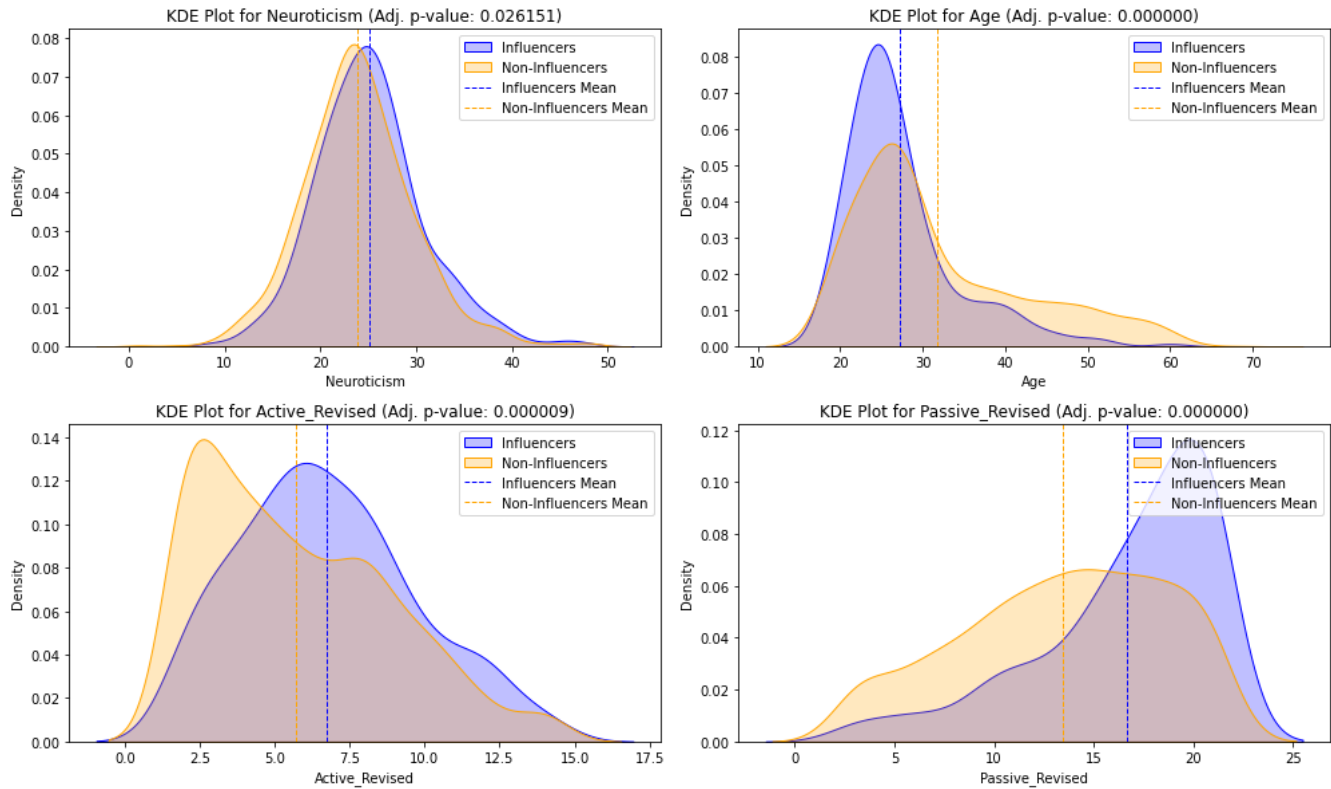 KDE Plot for Neuroticism (Adj. p-value: 0.026151)
0.08
0.07
0.06
0.05
0.04
0.03
0.02
0.01
0.00
Density
Influencers
Non-Influencers
Influencers Mean
Non-Influencers Mean
0 10 20 30 40 50
Neuroticism
KDE Plot for Age (Adj. p-value: 0.000000)
0.08
0.07
0.06
0.05
0.04
0.03
0.02
0.01
0.00
Density
Influencers
Non-Influencers
Influencers Mean
Non-Influencers Mean
10 20 30 40 50 60 70
Age
KDE Plot for Active_Revised (Adj. p-value: 0.000009)
0.14
0.12
0.10
0.08
0.06
0.04
0.02
0.00
Density
Influencers
Non-Influencers
Influencers Mean
Non-Influencers Mean
0.0 2.5 5.0 7.5 10.0 12.5 15.0 17.5
Active_Revised
KDE Plot for Passive_Revised (Adj. p-value: 0.000000)
0.12
0.10
0.08
0.06
0.04
0.02
0.00
Density
Influencers
Non-Influencers
Influencers Mean
Non-Influencers Mean
0 5 10 15 20 25
Passive_Revised